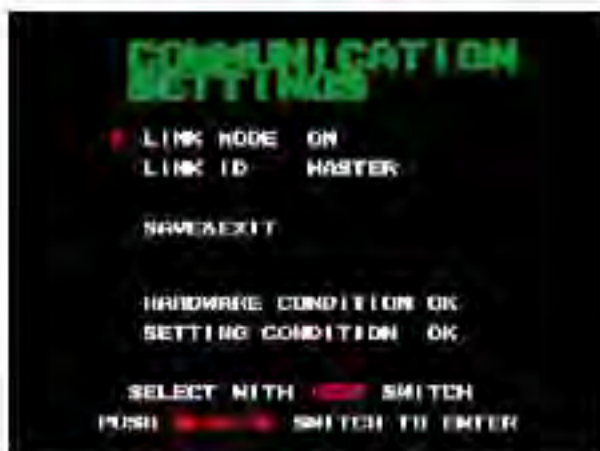 COMMUNICATION
SETTINGS
LINK MODE ON
LINK ID MASTER
SAVE&EXIT
HARDWARE CONDITION OK
SETTING CONDITION OK
SELECT WITH SWITCH
PUSH SWITCH TO ENTER